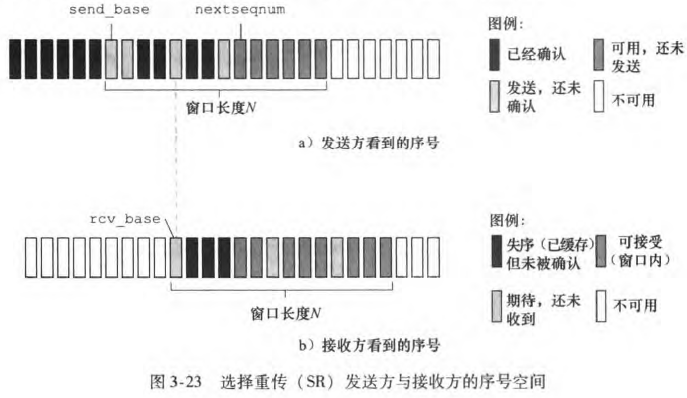 send_base nextseqnum
窗口长度N
a）发送方看到的序号
图例：
已经确认
可用，还未
发送
发送，还未
确认
不可用
rcv_base
窗口长度N
b）接收方看到的序号
图例：
失序（已缓存）
但未被确认
可接受
（窗口内）
期待，还未
收到
不可用
图 3-23 选择重传（SR）发送方与接收方的序号空间